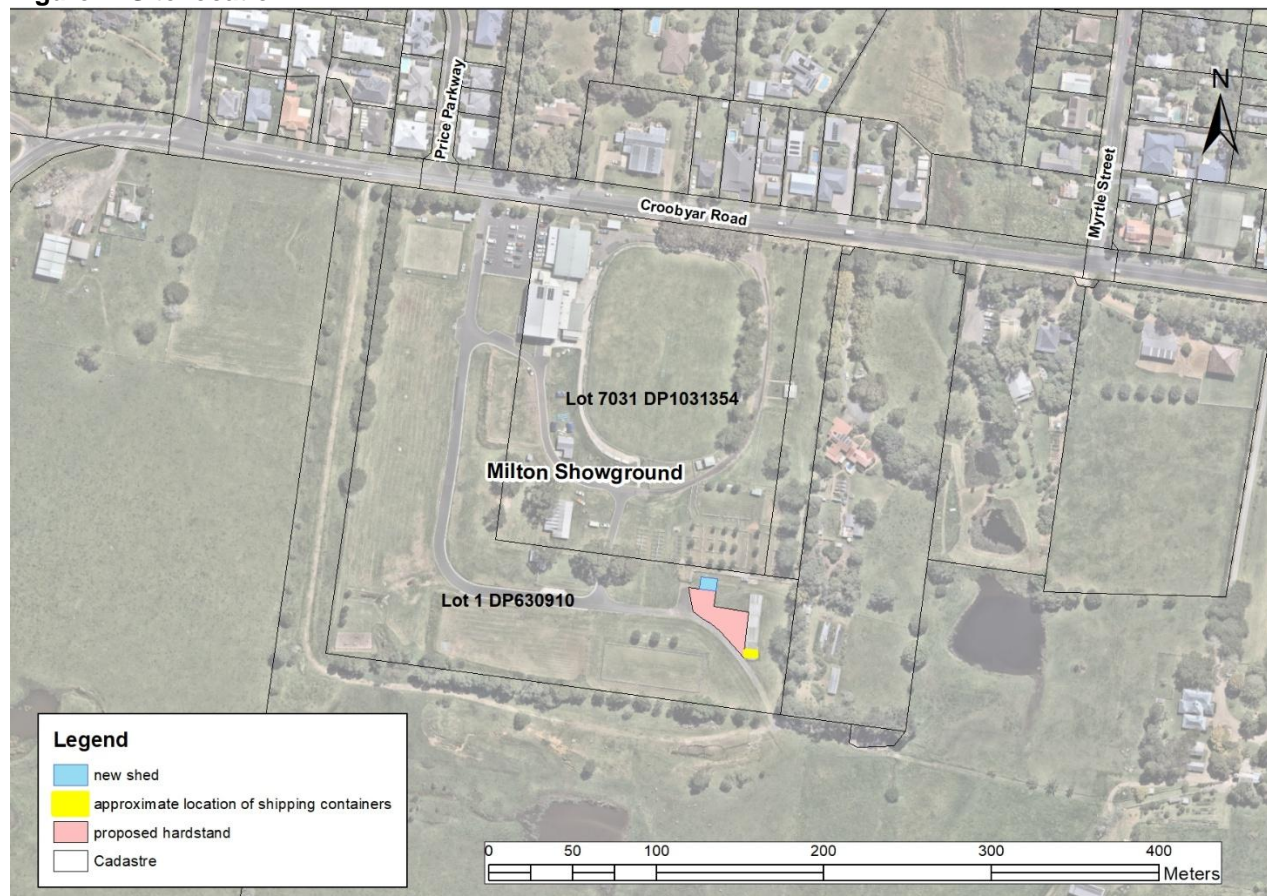 Price Parkway
Myrtle Street
N
Croobyar Road
Lot 7031 DP1031354
Milton Showground
Lot 1 DP630910
Legend
new shed
approximate location of shipping containers
proposed hardstand
Cadastre
0 50 100 200 300 400
Meters